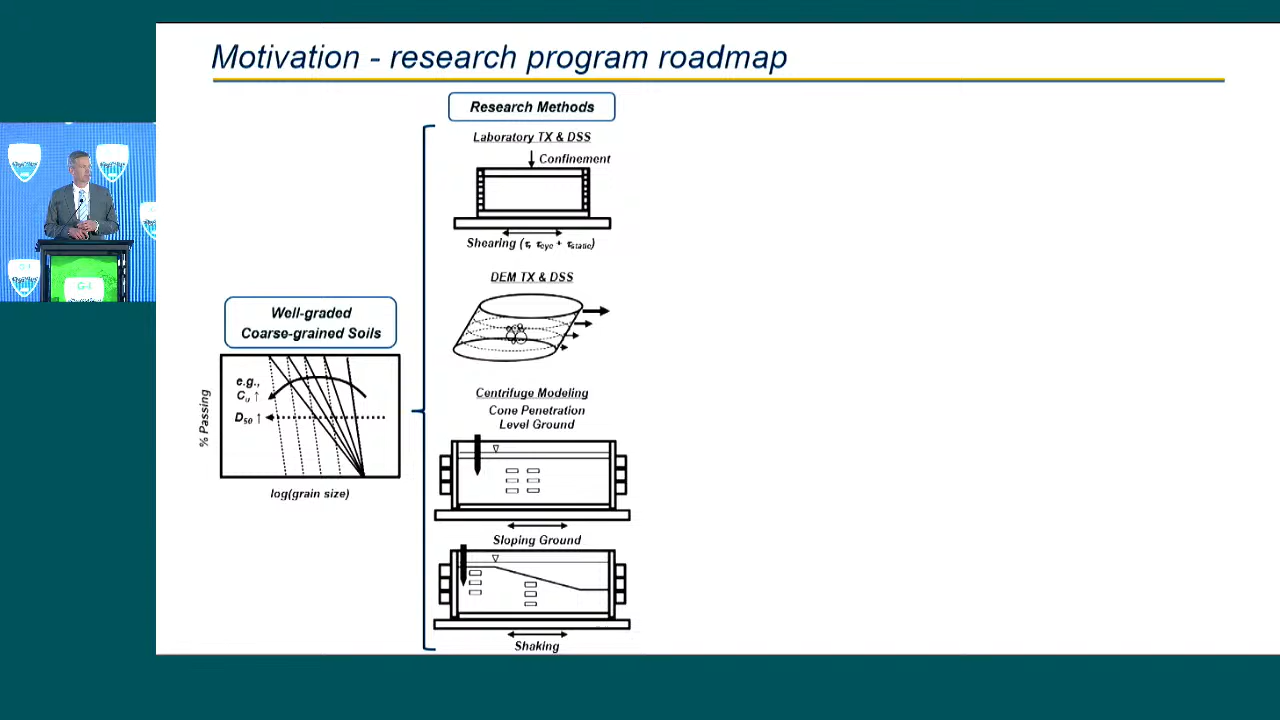 Motivation - research program roadmap
Research Methods
Laboratory TX & DSS
Confinement
Shearing (τ, τcyc + τstatic)
DEM TX & DSS
Well-graded
Coarse-grained Soils
e.g.,
Cu ↑
D50 ↑
% Passing
log(grain size)
Centrifuge Modeling
Cone Penetration
Level Ground
Sloping Ground
Shaking